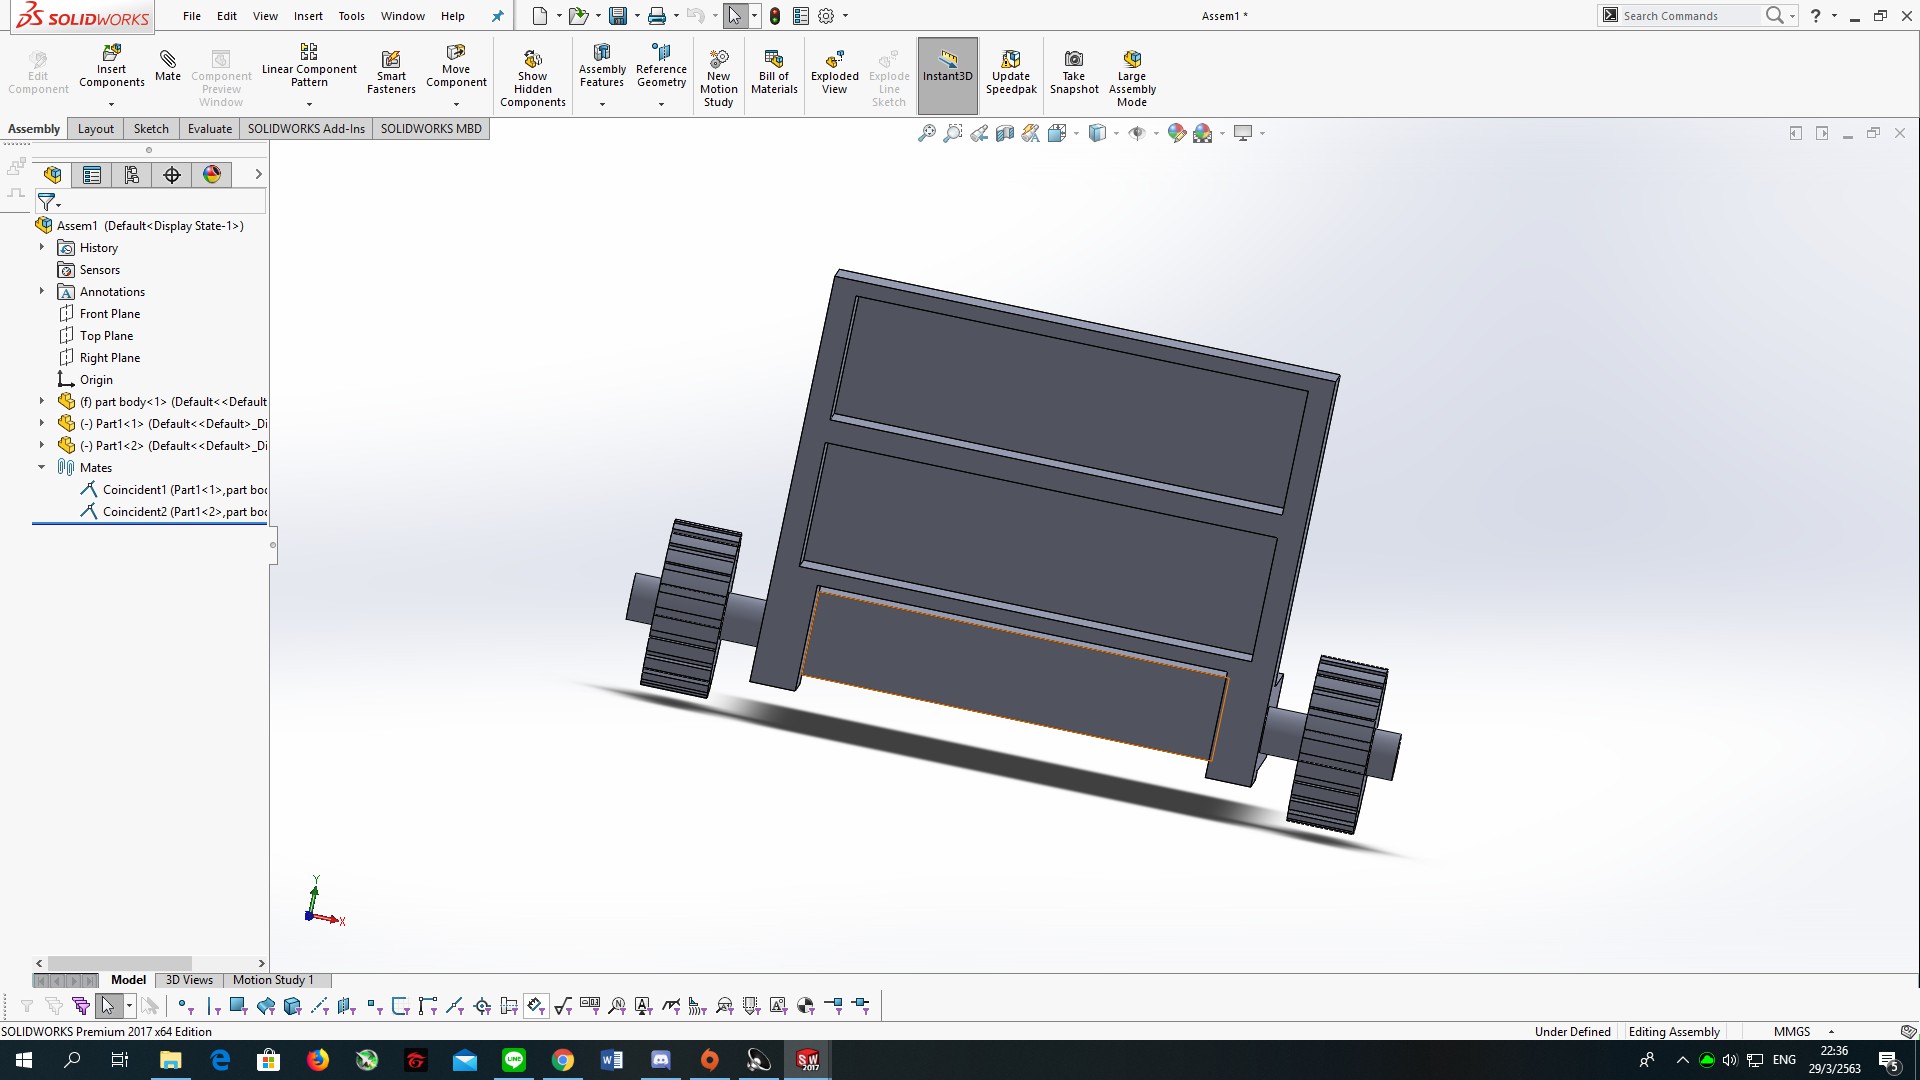 SOLIDWORKS
File Edit View Insert Tools Window Help
Assem1 *
Search Commands
?
Edit Component
Insert Components
Mate
Component Preview Window
Linear Component Pattern
Smart Fasteners
Move Component
Show Hidden Components
Assembly Features
Reference Geometry
New Motion Study
Bill of Materials
Exploded View
Explode Line Sketch
Instant3D
Update Speedpak
Take Snapshot
Large Assembly Mode
Assembly Layout Sketch Evaluate SOLIDWORKS Add-Ins SOLIDWORKS MBD
Assem1 (Default<Display State-1>)
History
Sensors
Annotations
Front Plane
Top Plane
Right Plane
Origin
(f) part body<1> (Default<<Default
(-) Part1<1> (Default<<Default>_Di
(-) Part1<2> (Default<<Default>_Di
Mates
Coincident1 (Part1<1>,part bo
Coincident2 (Part1<2>,part bo
Y
X
Model 3D Views Motion Study 1
SOLIDWORKS Premium 2017 x64 Edition
Under Defined Editing Assembly MMGS
LINE
SW
2017
ENG
22:36
29/3/2563
5